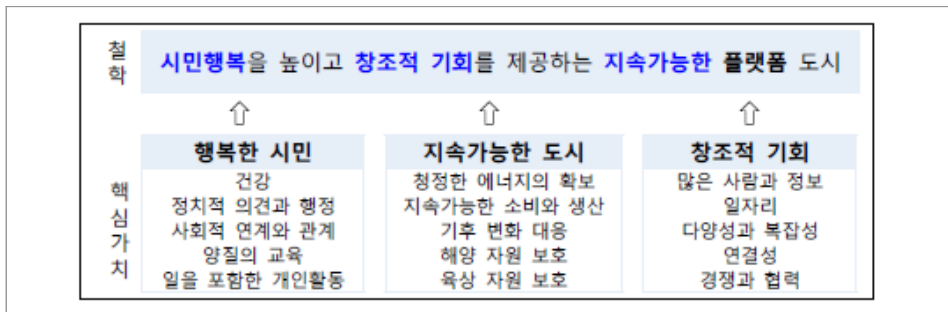 철학
시민행복을 높이고 창조적 기회를 제공하는 지속가능한 플랫폼 도시
핵심가치
행복한 시민
건강
정치적 의견과 행정
사회적 연계와 관계
양질의 교육
일을 포함한 개인활동
지속가능한 도시
청정한 에너지의 확보
지속가능한 소비와 생산
기후 변화 대응
해양 자원 보호
육상 자원 보호
창조적 기회
많은 사람과 정보
일자리
다양성과 복잡성
연결성
경쟁과 협력